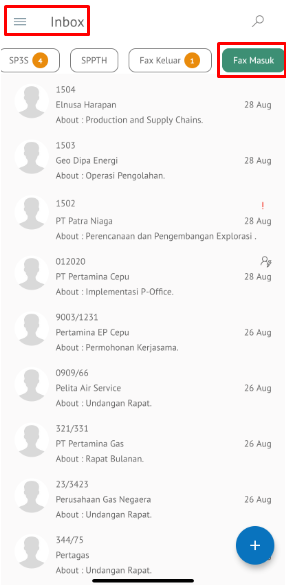 Inbox
SP3S 4 SPPTH Fax Keluar 1 Fax Masuk
1504
Elnusa Harapan 28 Aug
About : Production and Supply Chains.
1503
Geo Dipa Energi 28 Aug
About : Operasi Pengolahan.
1502 !
PT Patra Niaga 28 Aug
About : Perencanaan dan Pengembangan Explorasi .
012020
PT Pertamina Cepu 28 Aug
About : Implementasi P-Office.
9003/1231
Pertamina EP Cepu 26 Aug
About : Permohonan Kerjasama.
0909/66
Pelita Air Service 26 Aug
About : Undangan Rapat.
321/331
PT Pertamina Gas 26 Aug
About : Rapat Bulanan.
23/3423
Perusahaan Gas Negaera 26 Aug
About : Undangan Rapat.
344/75
Pertagas
About : Undangan Rapat.